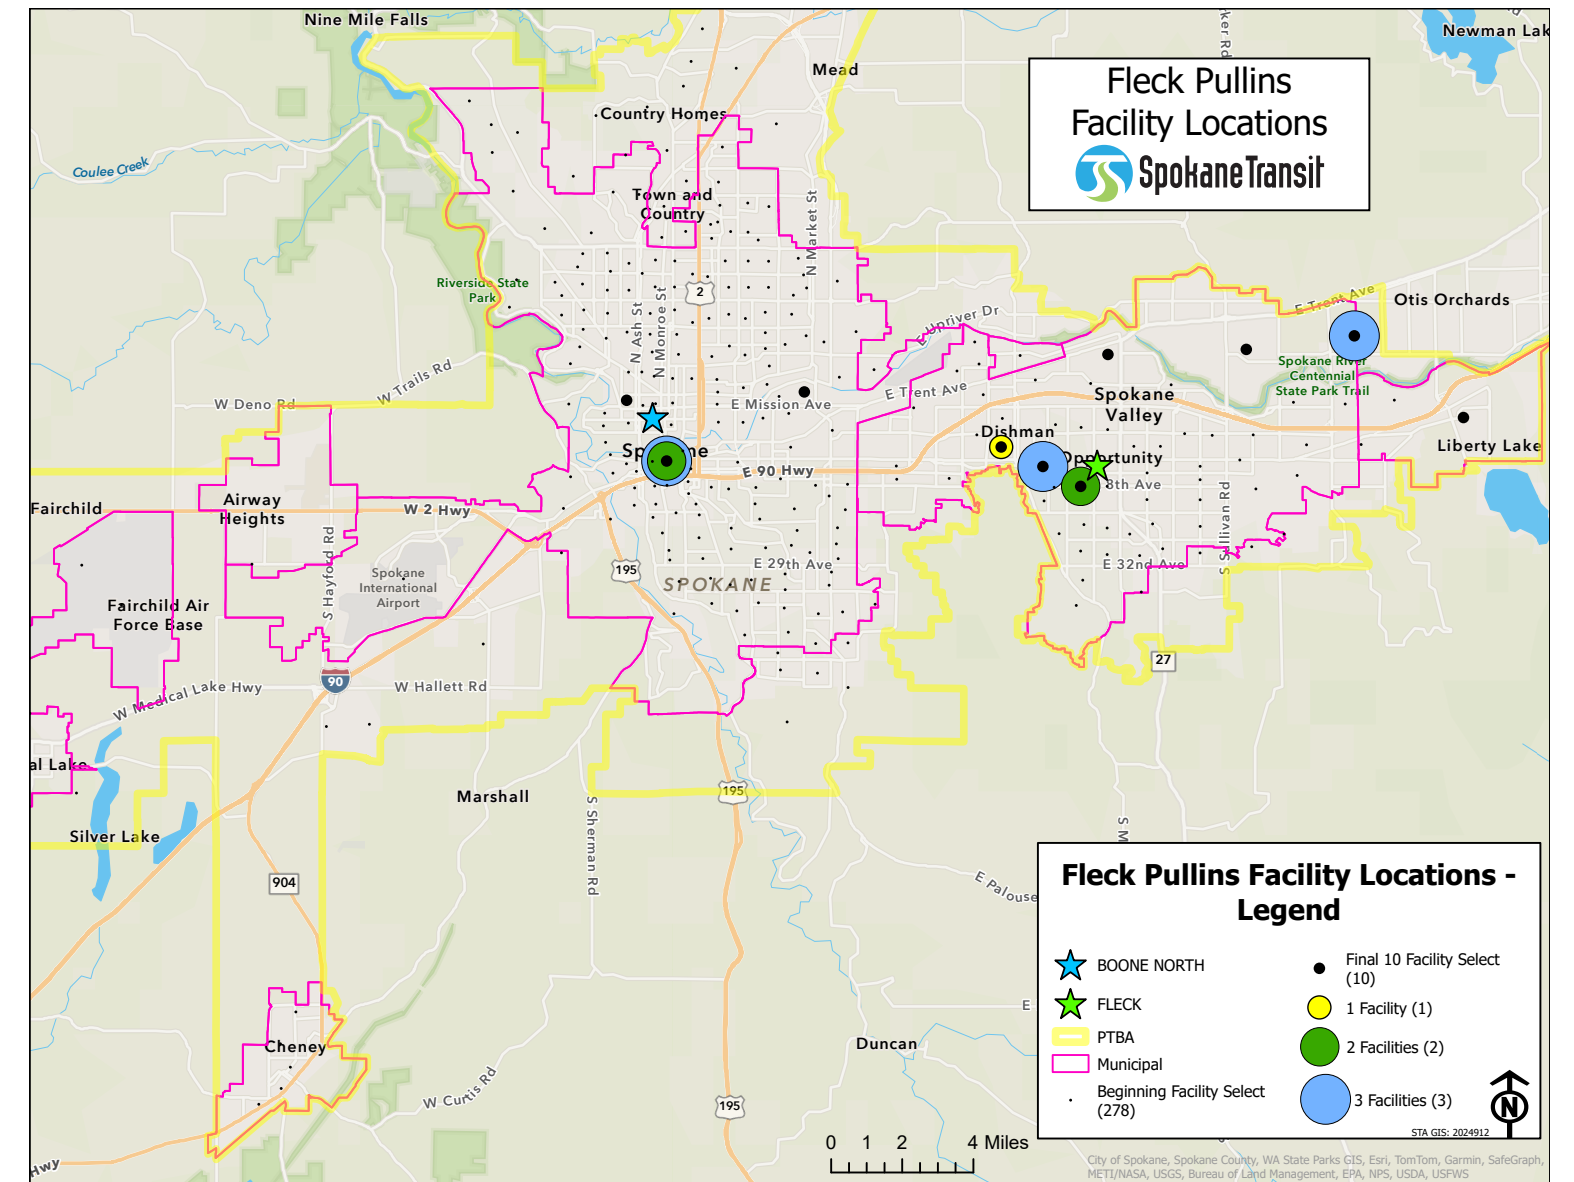 Nine Mile Falls
Newman Lak
Mead
Fleck Pullins
Facility Locations
Spokane Transit
Country Homes
Coulee Creek
Town and
Country
N Market St
Riverside State
Park
2
E Trent Ave
Otis Orchards
E Upriver Dr
N Ash St
N Monroe St
Spokane River
Centennial
State Park Trail
W Trails Rd
E Trent Ave
Spokane
Valley
W Deno Rd
E Mission Ave
Dishman
Liberty Lake
E 90 Hwy
Opportunity
8th Ave
Fairchild
Airway
Heights
W 2 Hwy
S Sullivan Rd
S Hayford Rd
Spokane
International
Airport
195
E 29th Ave
E 32nd Ave
SPOKANE
Fairchild Air
Force Base
27
90
W Hallett Rd
W Medical Lake Hwy
al Lake
195
Marshall
S Sherman Rd
S M
Silver Lake
904
E Palouse
Fleck Pullins Facility Locations -
Legend
BOONE NORTH
FLECK
PTBA
Municipal
Beginning Facility Select
(278)
Final 10 Facility Select
(10)
1 Facility (1)
2 Facilities (2)
3 Facilities (3)
N
STA GIS: 2024912
E
Cheney
Duncan
W Curtis Rd
195
0 1 2 4 Miles
Hwy
City of Spokane, Spokane County, WA State Parks GIS, Esri, TomTom, Garmin, SafeGraph,
METI/NASA, USGS, Bureau of Land Management, EPA, NPS, USDA, USFWS